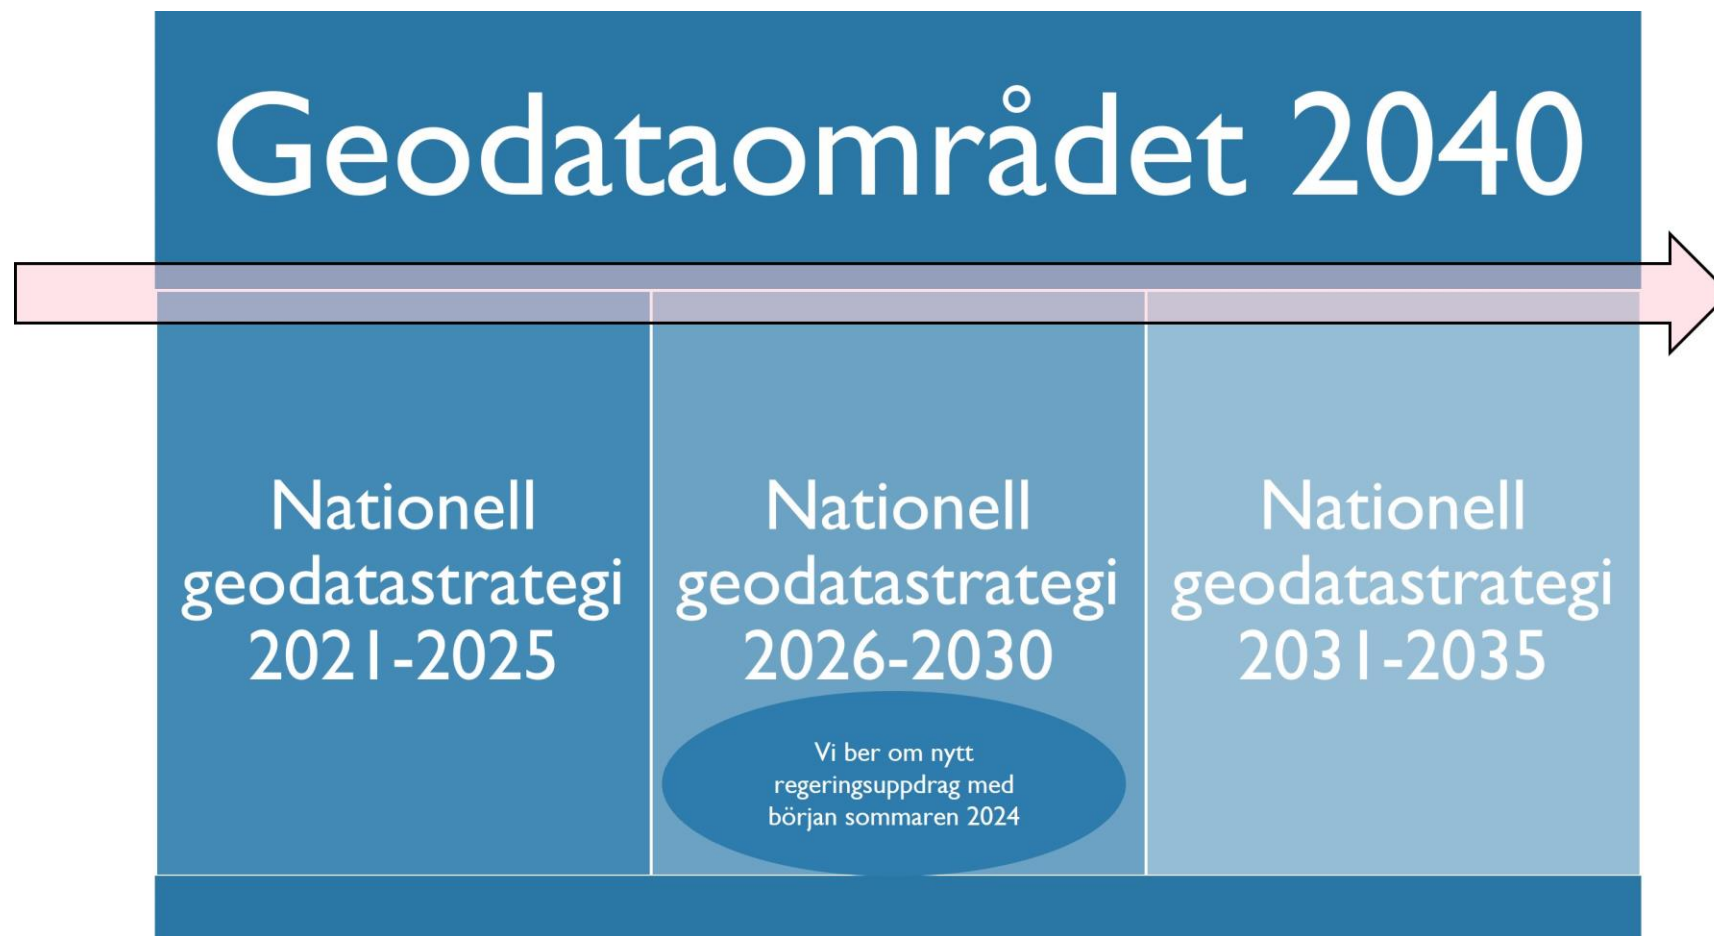 Geodataområdet 2040
Nationell
geodatastrategi
2021-2025
Nationell
geodatastrategi
2026-2030
Vi ber om nytt
regeringsuppdrag med
början sommaren 2024
Nationell
geodatastrategi
2031-2035